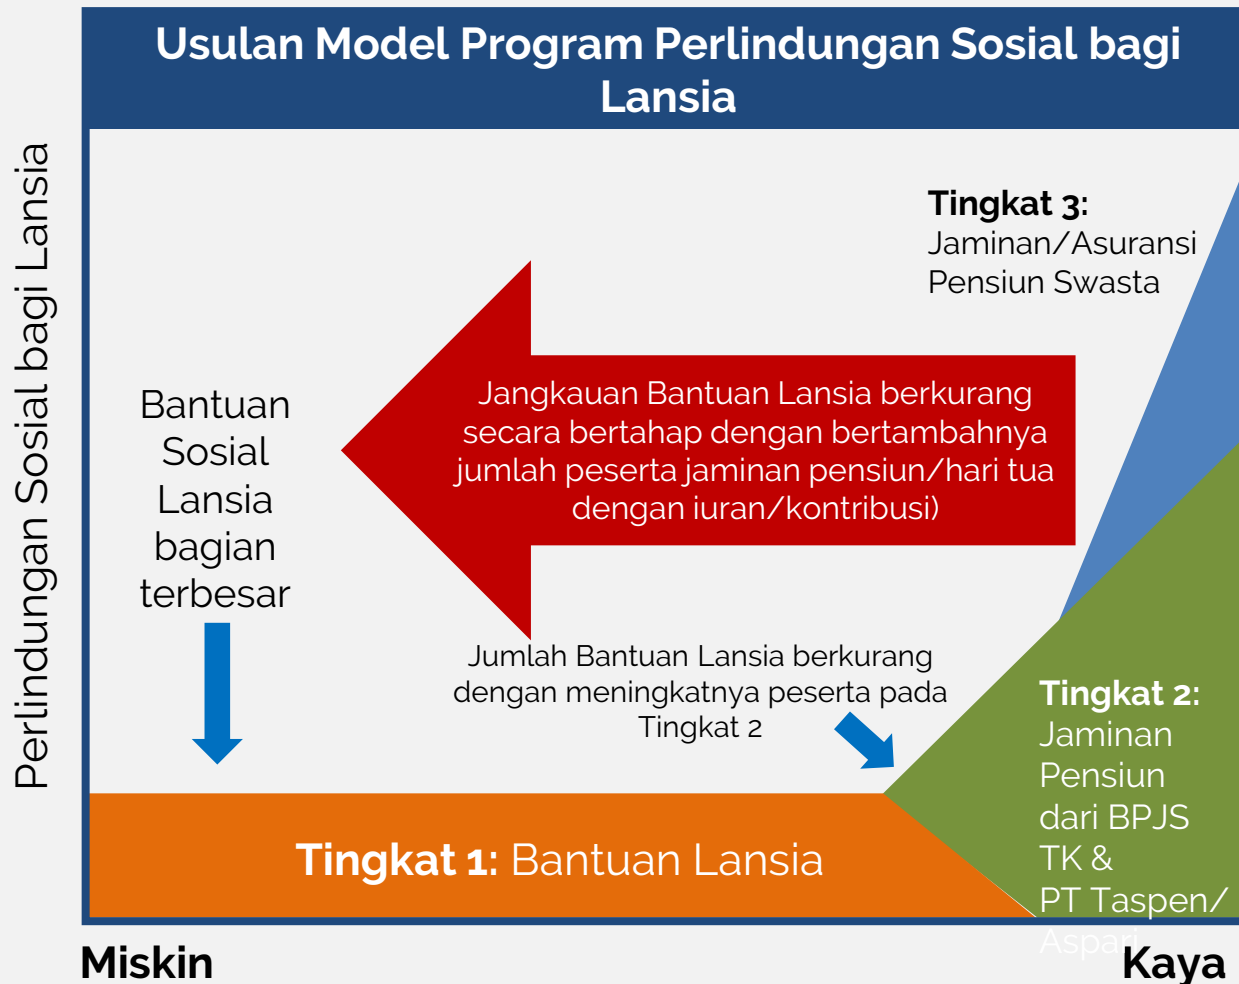 Usulan Model Program Perlindungan Sosial bagi
Lansia
Perlindungan Sosial bagi Lansia
Tingkat 3:
Jaminan/Asuransi
Pensiun Swasta
Jangkauan Bantuan Lansia berkurang
secara bertahap dengan bertambahnya
jumlah peserta jaminan pensiun/hari tua
dengan iuran/kontribusi)
Bantuan
Sosial
Lansia
bagian
terbesar
Jumlah Bantuan Lansia berkurang
dengan meningkatnya peserta pada
Tingkat 2
Tingkat 2:
Jaminan
Pensiun
dari BPJS
TK &
PT Taspen/
Aspari
Tingkat 1: Bantuan Lansia
Miskin
Kaya